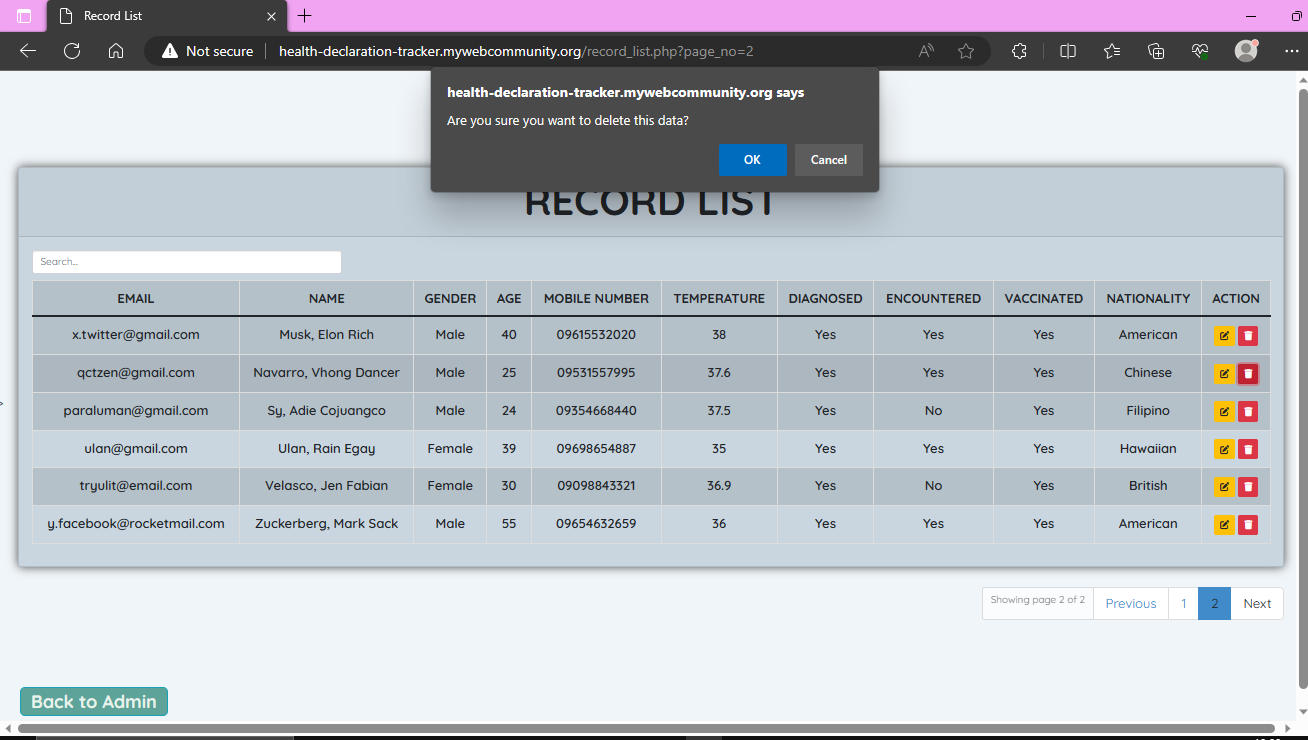 Record List
Not secure health-declaration-tracker.mywebcommunity.org/record_list.php?page_no=2
health-declaration-tracker.mywebcommunity.org says
Are you sure you want to delete this data?
OK Cancel
RECORD LIST
Search...
EMAIL NAME GENDER AGE MOBILE NUMBER TEMPERATURE DIAGNOSED ENCOUNTERED VACCINATED NATIONALITY ACTION
x.twitter@gmail.com Musk, Elon Rich Male 40 09615532020 38 Yes Yes Yes American
qctzen@gmail.com Navarro, Vhong Dancer Male 25 09531557995 37.6 Yes Yes Yes Chinese
paraluman@gmail.com Sy, Adie Cojuangco Male 24 09354668440 37.5 Yes No Yes Filipino
ulan@gmail.com Ulan, Rain Egay Female 39 09698654887 35 Yes Yes Yes Hawaiian
tryulit@email.com Velasco, Jen Fabian Female 30 09098843321 36.9 Yes No Yes British
y.facebook@rocketmail.com Zuckerberg, Mark Sack Male 55 09654632659 36 Yes Yes Yes American
Showing page 2 of 2 Previous 1 2 Next
Back to Admin